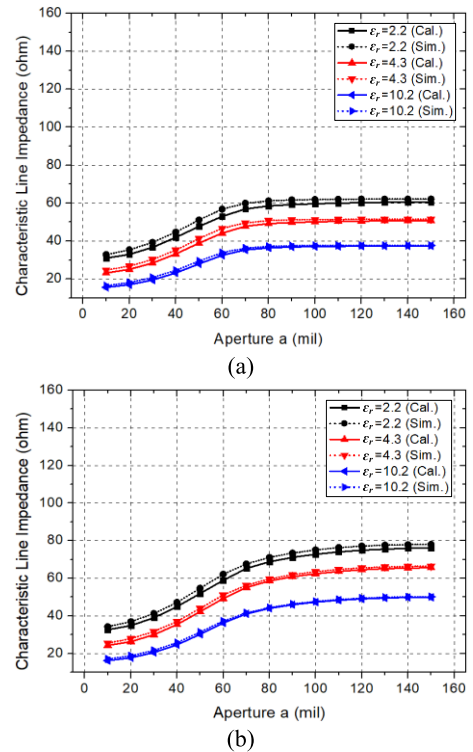 (a)
Characteristic Line Impedance (ohm)
160
140
120
100
80
60
40
20
εr=2.2 (Cal.)
εr=2.2 (Sim.)
εr=4.3 (Cal.)
εr=4.3 (Sim.)
εr=10.2 (Cal.)
εr=10.2 (Sim.)
0 20 40 60 80 100 120 140 160
Aperture a (mil)
Characteristic Line Impedance (ohm)
160
140
120
100
80
60
40
20
εr=2.2 (Cal.)
εr=2.2 (Sim.)
εr=4.3 (Cal.)
εr=4.3 (Sim.)
εr=10.2 (Cal.)
εr=10.2 (Sim.)
0 20 40 60 80 100 120 140 160
Aperture a (mil)
(b)